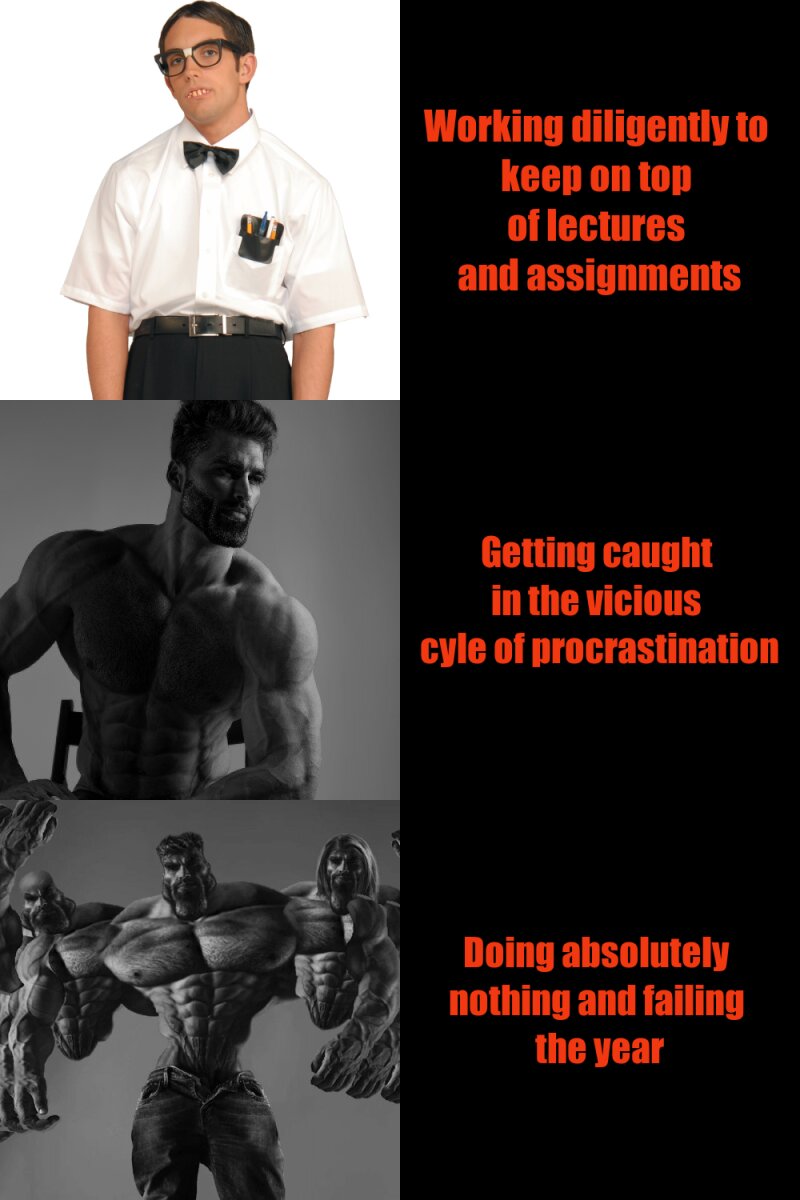 Working diligently to
keep on top
of lectures
and assignments
Getting caught
in the vicious
cyle of procrastination
Doing absolutely
nothing and failing
the year